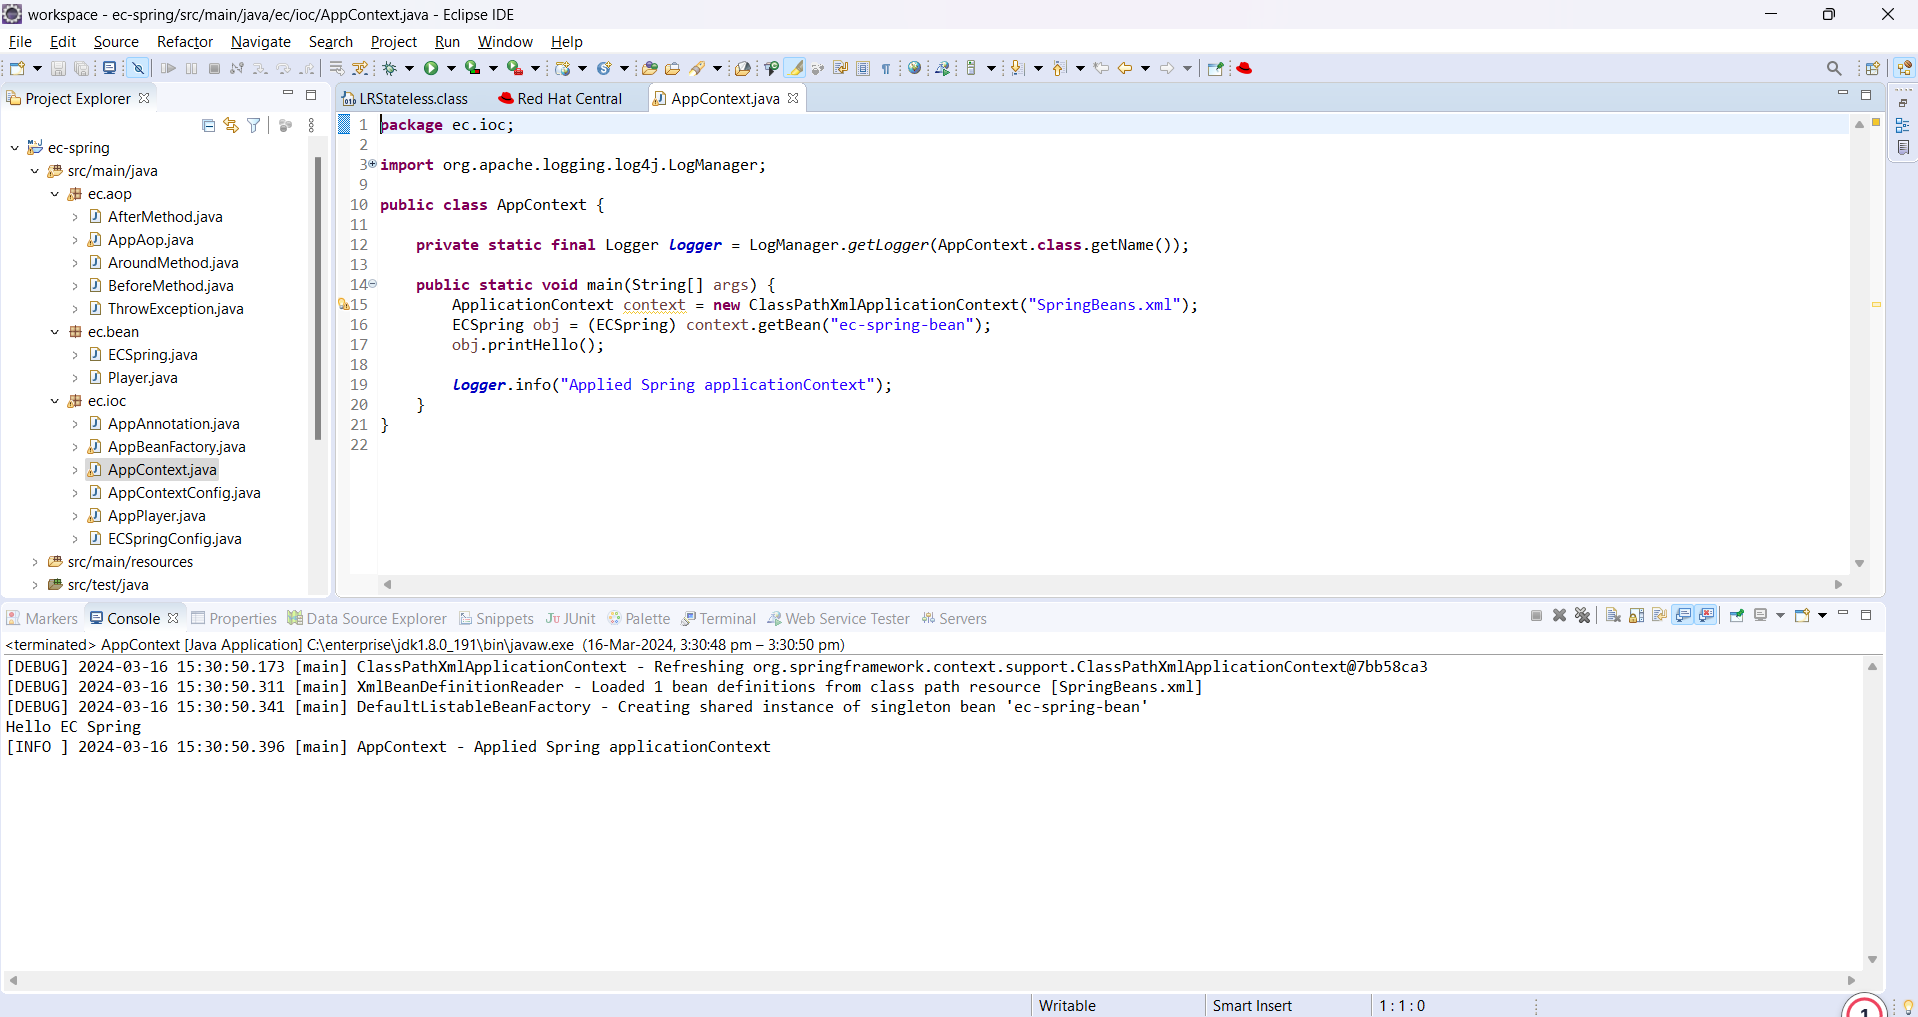 workspace - ec-spring/src/main/java/ec/ioc/AppContext.java - Eclipse IDE
File Edit Source Refactor Navigate Search Project Run Window Help
Project Explorer
ec-spring
src/main/java
ec.aop
AfterMethod.java
AppAop.java
AroundMethod.java
BeforeMethod.java
ThrowException.java
ec.bean
ECSpring.java
Player.java
ec.ioc
AppAnnotation.java
AppBeanFactory.java
AppContext.java
AppContextConfig.java
AppPlayer.java
ECSpringConfig.java
src/main/resources
src/test/java
LRStateless.class Red Hat Central AppContext.java
1 package ec.ioc;
2
3 import org.apache.logging.log4j.LogManager;
9
10 public class AppContext {
11
12 private static final Logger logger = LogManager.getLogger(AppContext.class.getName());
13
14 public static void main(String[] args) {
15 ApplicationContext context = new ClassPathXmlApplicationContext("SpringBeans.xml");
16 ECSpring obj = (ECSpring) context.getBean("ec-spring-bean");
17 obj.printHello();
18
19 logger.info("Applied Spring applicationContext");
20 }
21 }
22
Markers Console Properties Data Source Explorer Snippets JUnit Palette Terminal Web Service Tester Servers
<terminated> AppContext [Java Application] C:\enterprise\jdk1.8.0_191\bin\javaw.exe (16-Mar-2024, 3:30:48 pm – 3:30:50 pm)
[DEBUG] 2024-03-16 15:30:50.173 [main] ClassPathXmlApplicationContext - Refreshing org.springframework.context.support.ClassPathXmlApplicationContext@7bb58ca3
[DEBUG] 2024-03-16 15:30:50.311 [main] XmlBeanDefinitionReader - Loaded 1 bean definitions from class path resource [SpringBeans.xml]
[DEBUG] 2024-03-16 15:30:50.341 [main] DefaultListableBeanFactory - Creating shared instance of singleton bean 'ec-spring-bean'
Hello EC Spring
[INFO ] 2024-03-16 15:30:50.396 [main] AppContext - Applied Spring applicationContext
Writable Smart Insert 1 : 1 : 0
1